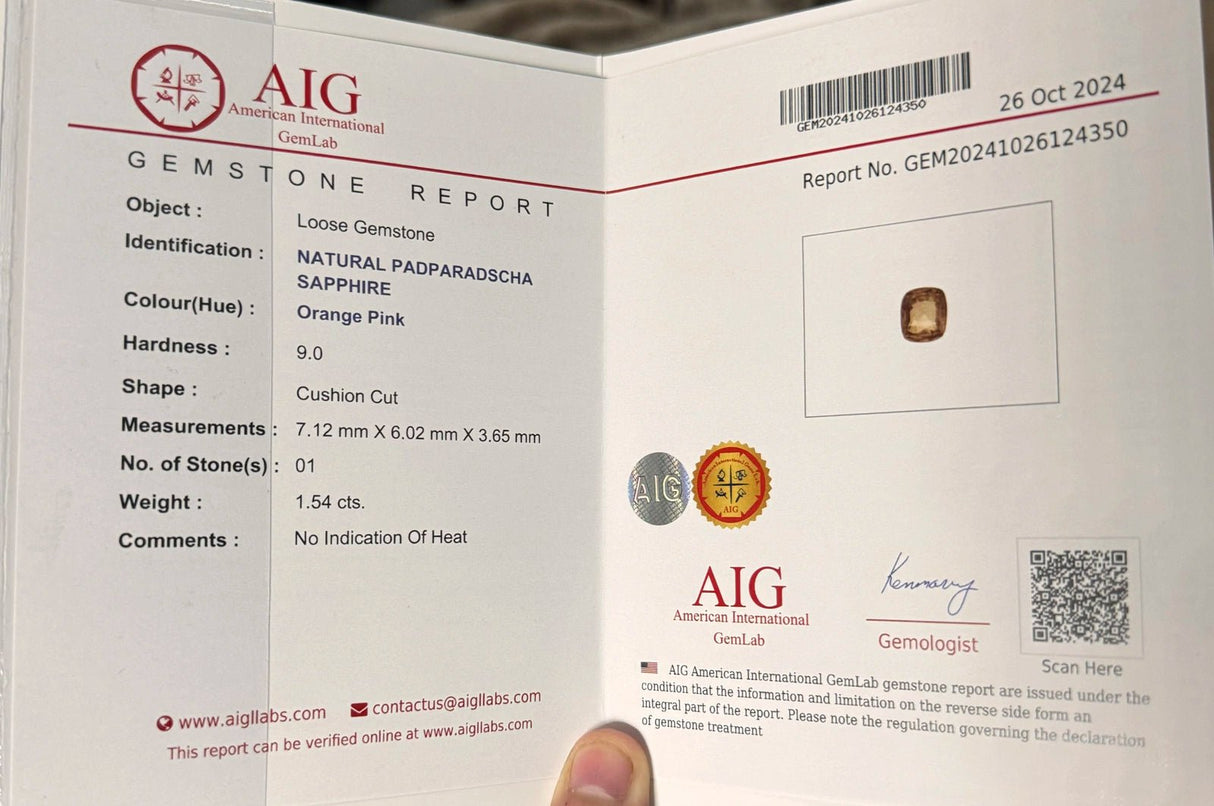 AIG
American International
GemLab
GEMSTONE REPORT
Object : Loose Gemstone
Identification : NATURAL PADPARADSCHA
SAPPHIRE
Colour(Hue) : Orange Pink
Hardness : 9.0
Shape : Cushion Cut
Measurements : 7.12 mm X 6.02 mm X 3.65 mm
No. of Stone(s) : 01
Weight : 1.54 cts.
Comments : No Indication Of Heat
www.aigllabs.com contactus@aigllabs.com
This report can be verified online at www.aigllabs.com
GEM20241026124350
26 Oct 2024
Report No. GEM20241026124350
AIG
AIG
AIG
American International
GemLab
Gemologist
Scan Here
AIG American International GemLab gemstone report are issued under the
condition that the information and limitation on the reverse side form an
integral part of the report. Please note the regulation governing the declaration
of gemstone treatment